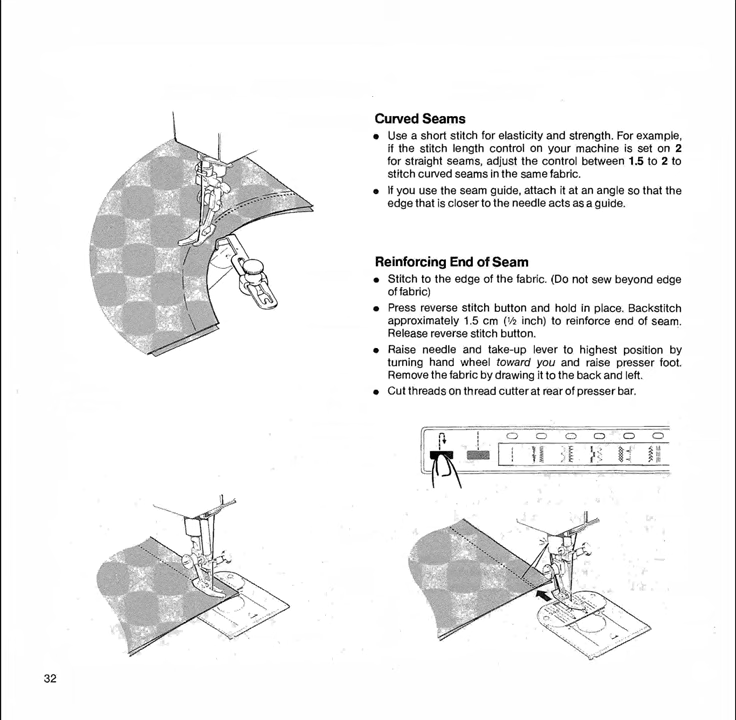 Curved Seams
● Use a short stitch for elasticity and strength. For example,
if the stitch length control on your machine is set on 2
for straight seams, adjust the control between 1.5 to 2 to
stitch curved seams in the same fabric.
● If you use the seam guide, attach it at an angle so that the
edge that is closer to the needle acts as a guide.
Reinforcing End of Seam
● Stitch to the edge of the fabric. (Do not sew beyond edge
of fabric)
● Press reverse stitch button and hold in place. Backstitch
approximately 1.5 cm (½ inch) to reinforce end of seam.
Release reverse stitch button.
● Raise needle and take-up lever to highest position by
turning hand wheel toward you and raise presser foot.
Remove the fabric by drawing it to the back and left.
● Cut threads on thread cutter at rear of presser bar.
32